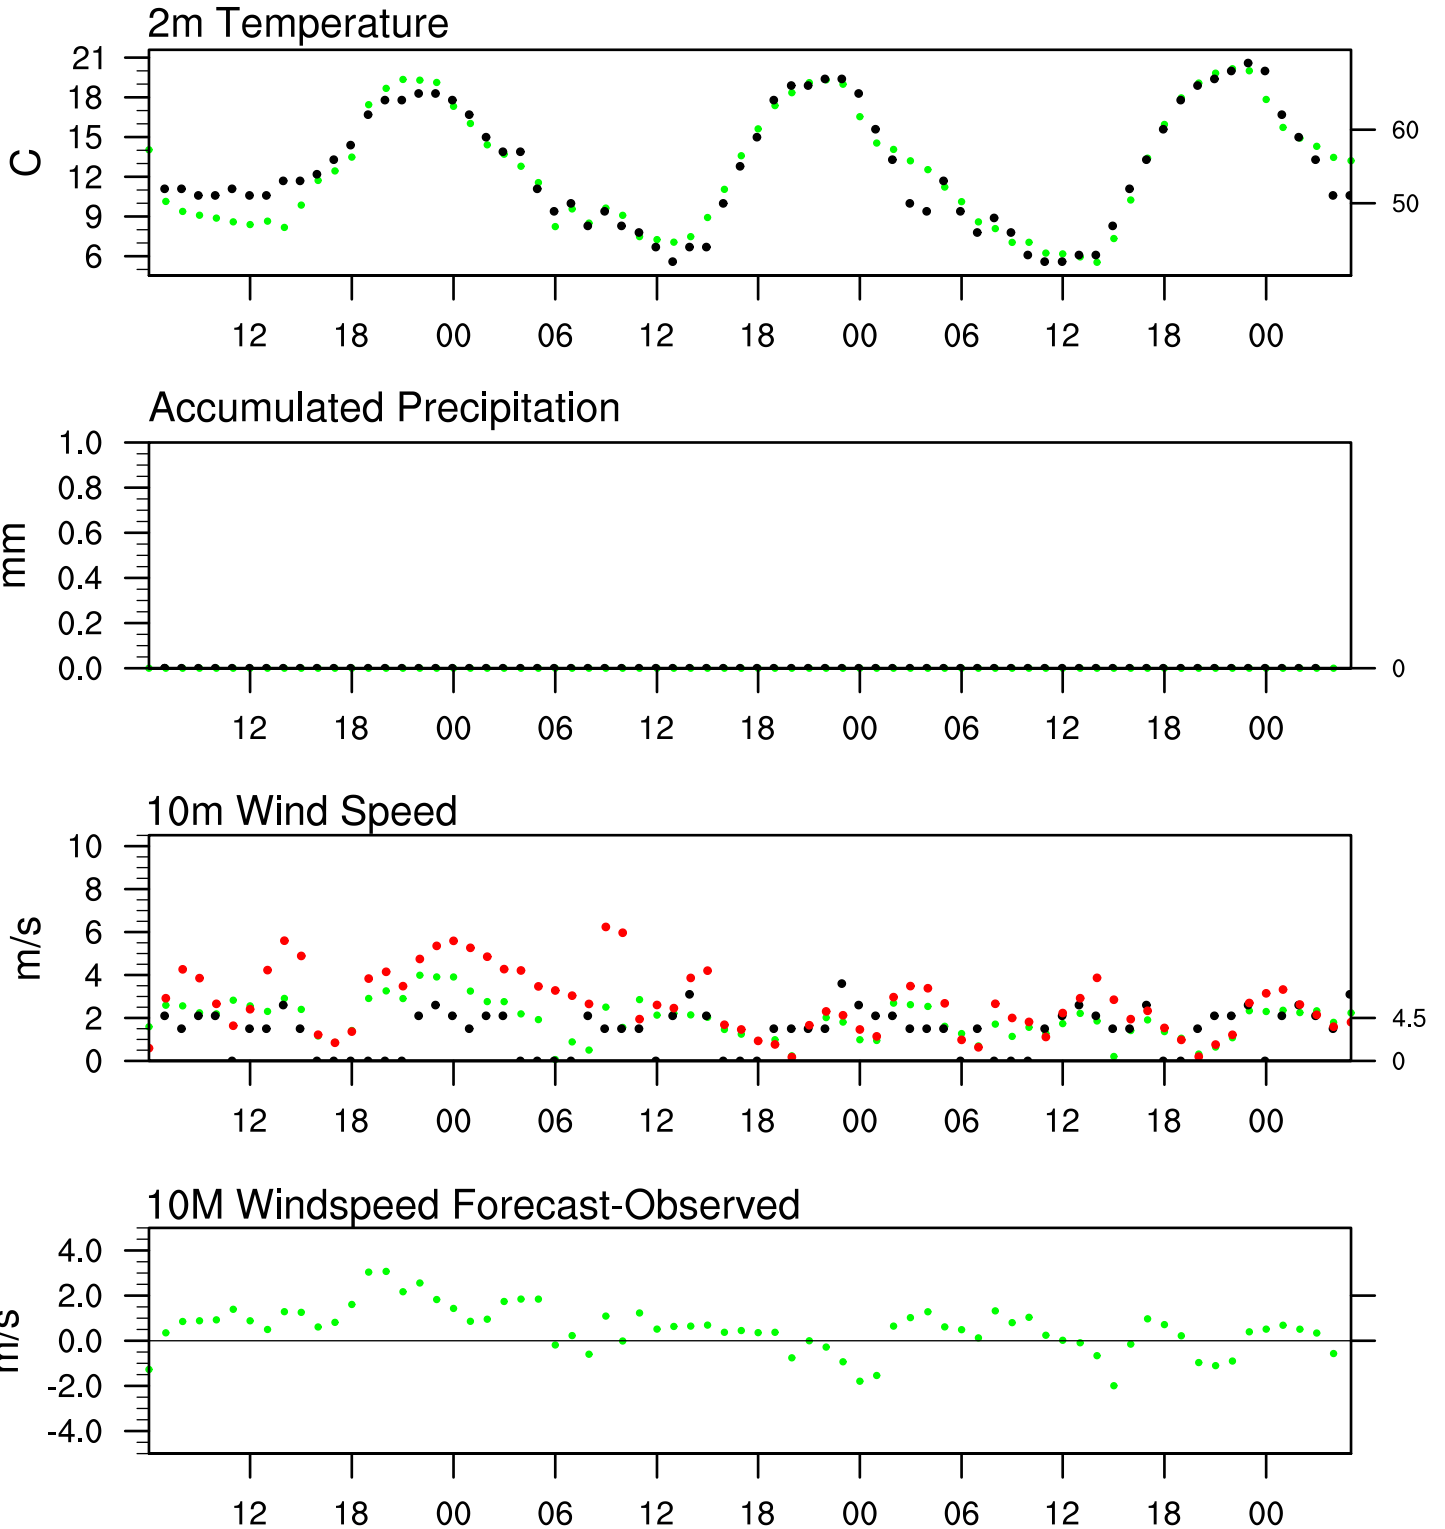 2m Temperature
21
18
15
12
9
6
C
60
50
12 18 00 06 12 18 00 06 12 18 00
Accumulated Precipitation
1.0
0.8
0.6
0.4
0.2
0.0
mm
0
12 18 00 06 12 18 00 06 12 18 00
10m Wind Speed
10
8
6
4
2
0
m/s
4.5
0
12 18 00 06 12 18 00 06 12 18 00
10M Windspeed Forecast-Observed
4.0
2.0
0.0
-2.0
-4.0
m/s
12 18 00 06 12 18 00 06 12 18 00